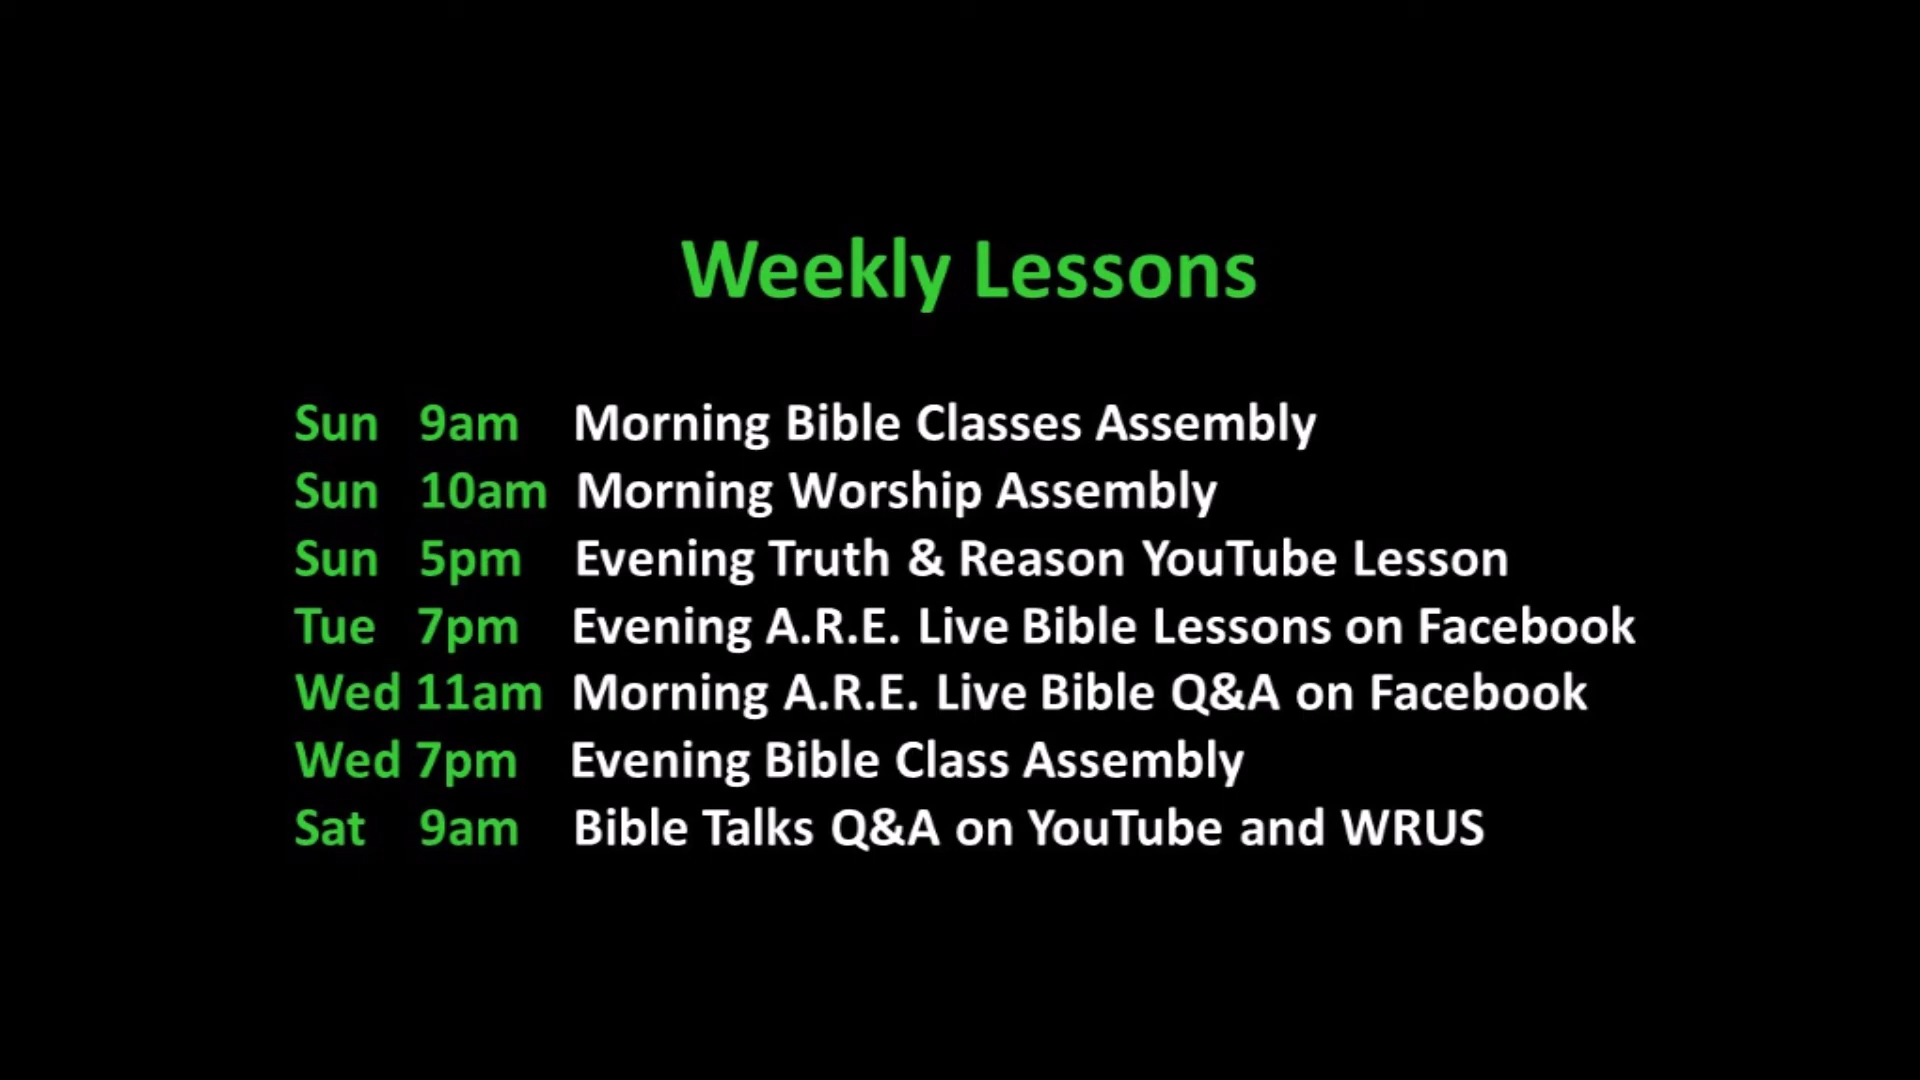 Weekly Lessons
Sun 9am Morning Bible Classes Assembly
Sun 10am Morning Worship Assembly
Sun 5pm Evening Truth & Reason YouTube Lesson
Tue 7pm Evening A.R.E. Live Bible Lessons on Facebook
Wed 11am Morning A.R.E. Live Bible Q&A on Facebook
Wed 7pm Evening Bible Class Assembly
Sat 9am Bible Talks Q&A on YouTube and WRUS